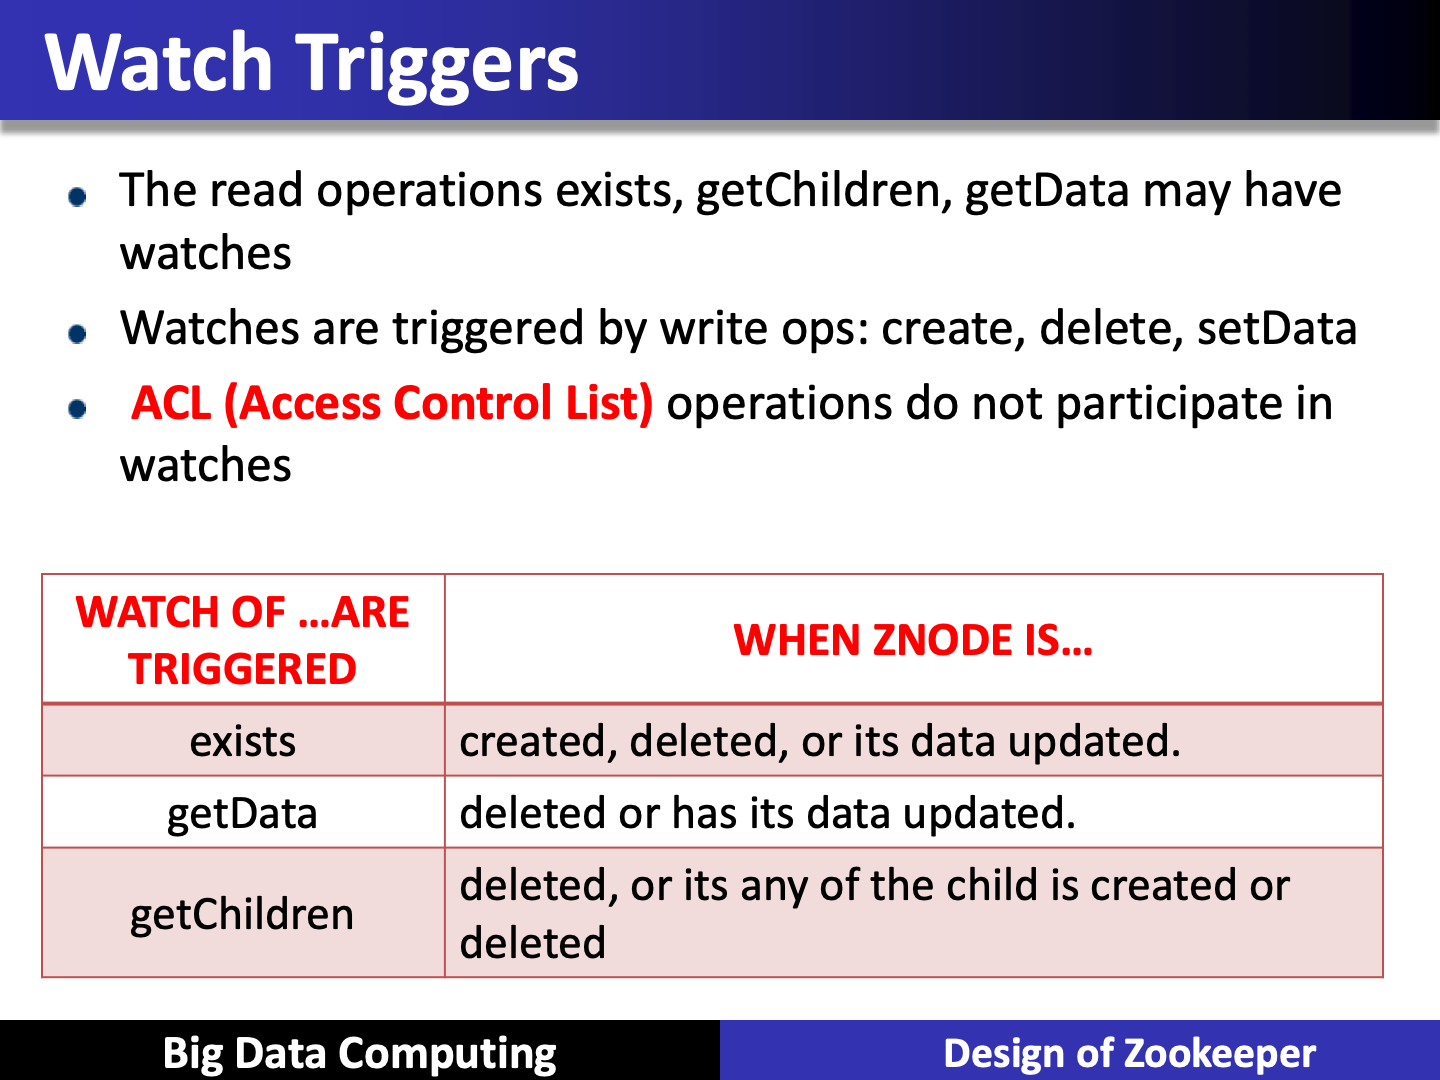 Watch Triggers
The read operations exists, getChildren, getData may have
watches
Watches are triggered by write ops: create, delete, setData
ACL (Access Control List) operations do not participate in
watches
WATCH OF …ARE
TRIGGERED
WHEN ZNODE IS…
exists
created, deleted, or its data updated.
getData
deleted or has its data updated.
getChildren
deleted, or its any of the child is created or
deleted
Big Data Computing
Design of Zookeeper